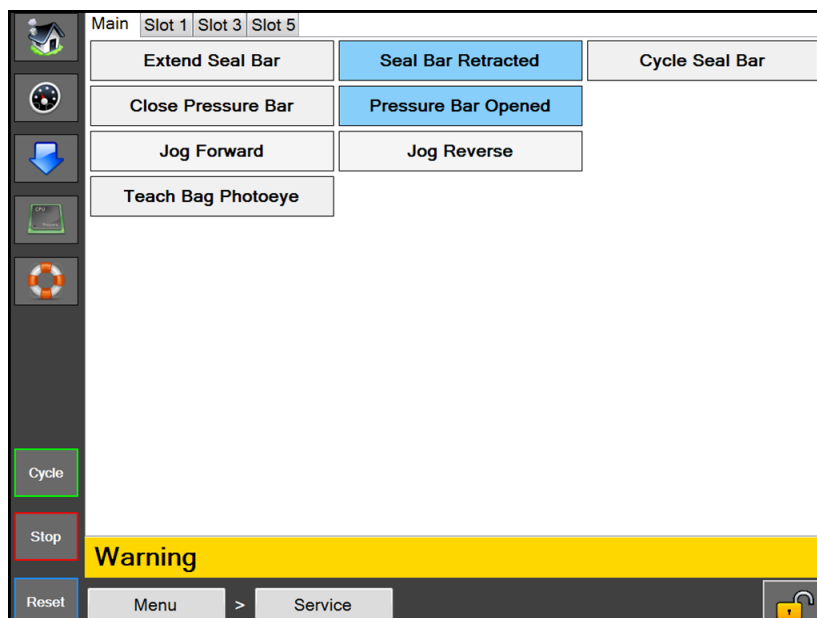 Main Slot 1 Slot 3 Slot 5
Extend Seal Bar Seal Bar Retracted Cycle Seal Bar
Close Pressure Bar Pressure Bar Opened
Jog Forward Jog Reverse
Teach Bag Photoeye
CPU
Cycle
Stop
Warning
Reset Menu > Service